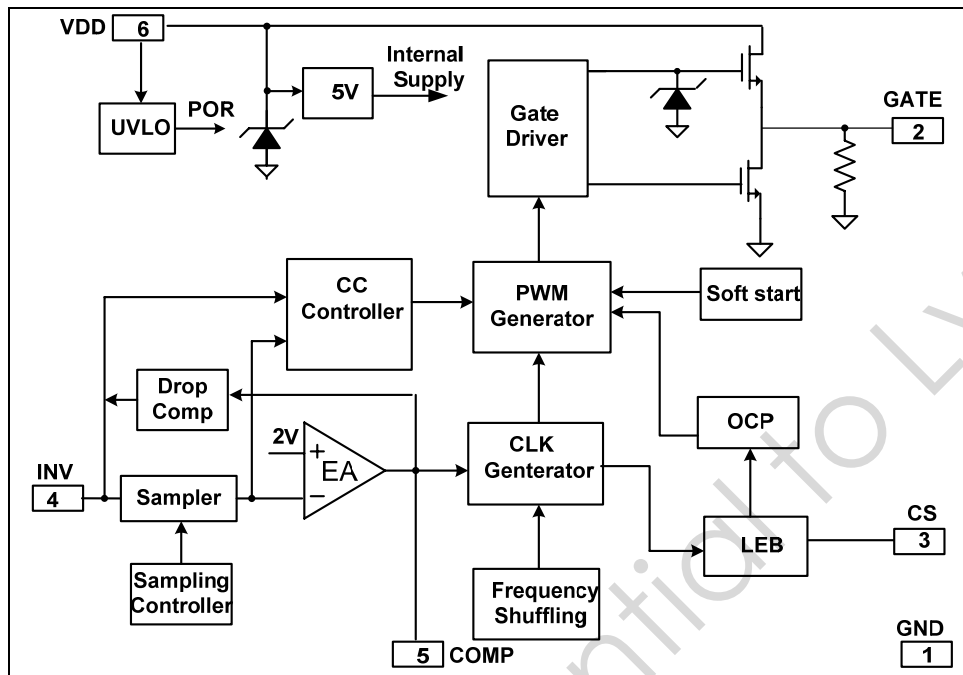 VDD
6
UVLO
POR
5V
Internal
Supply
Gate
Driver
GATE
2
CC
Controller
PWM
Generator
Soft start
Drop
Comp
2V
+
EA
−
CLK
Genterator
OCP
INV
4
Sampler
LEB
CS
3
Sampling
Controller
Frequency
Shuffling
5
COMP
GND
1